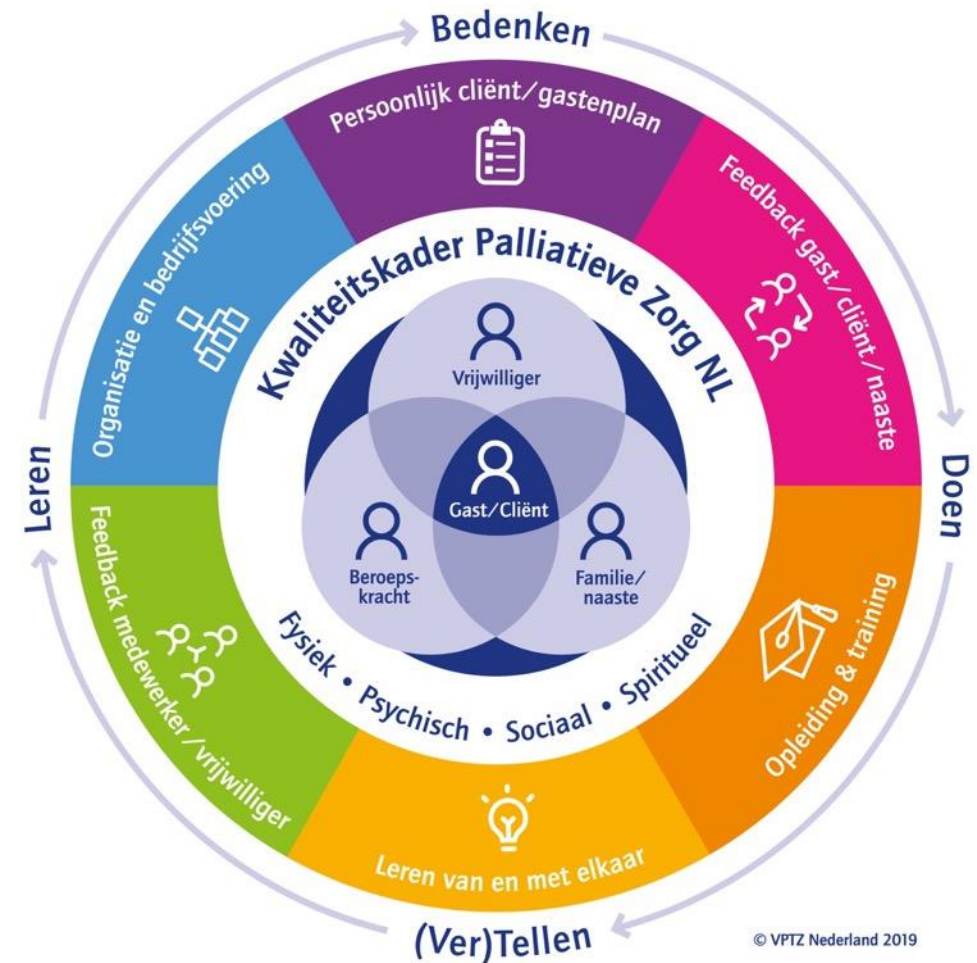 Bedenken
Persoonlijk cliënt/gastenplan
Feedback gast/cliënt/naaste
Doen
Opleiding & training
Leren van en met elkaar
(Ver)Tellen
Feedback medewerker/vrijwilliger
Leren
Organisatie en bedrijfsvoering
Kwaliteitskader Palliatieve Zorg NL
Vrijwilliger
Gast/Cliënt
Beroeps-
kracht
Familie/
naaste
Fysiek • Psychisch • Sociaal • Spiritueel
© VPTZ Nederland 2019